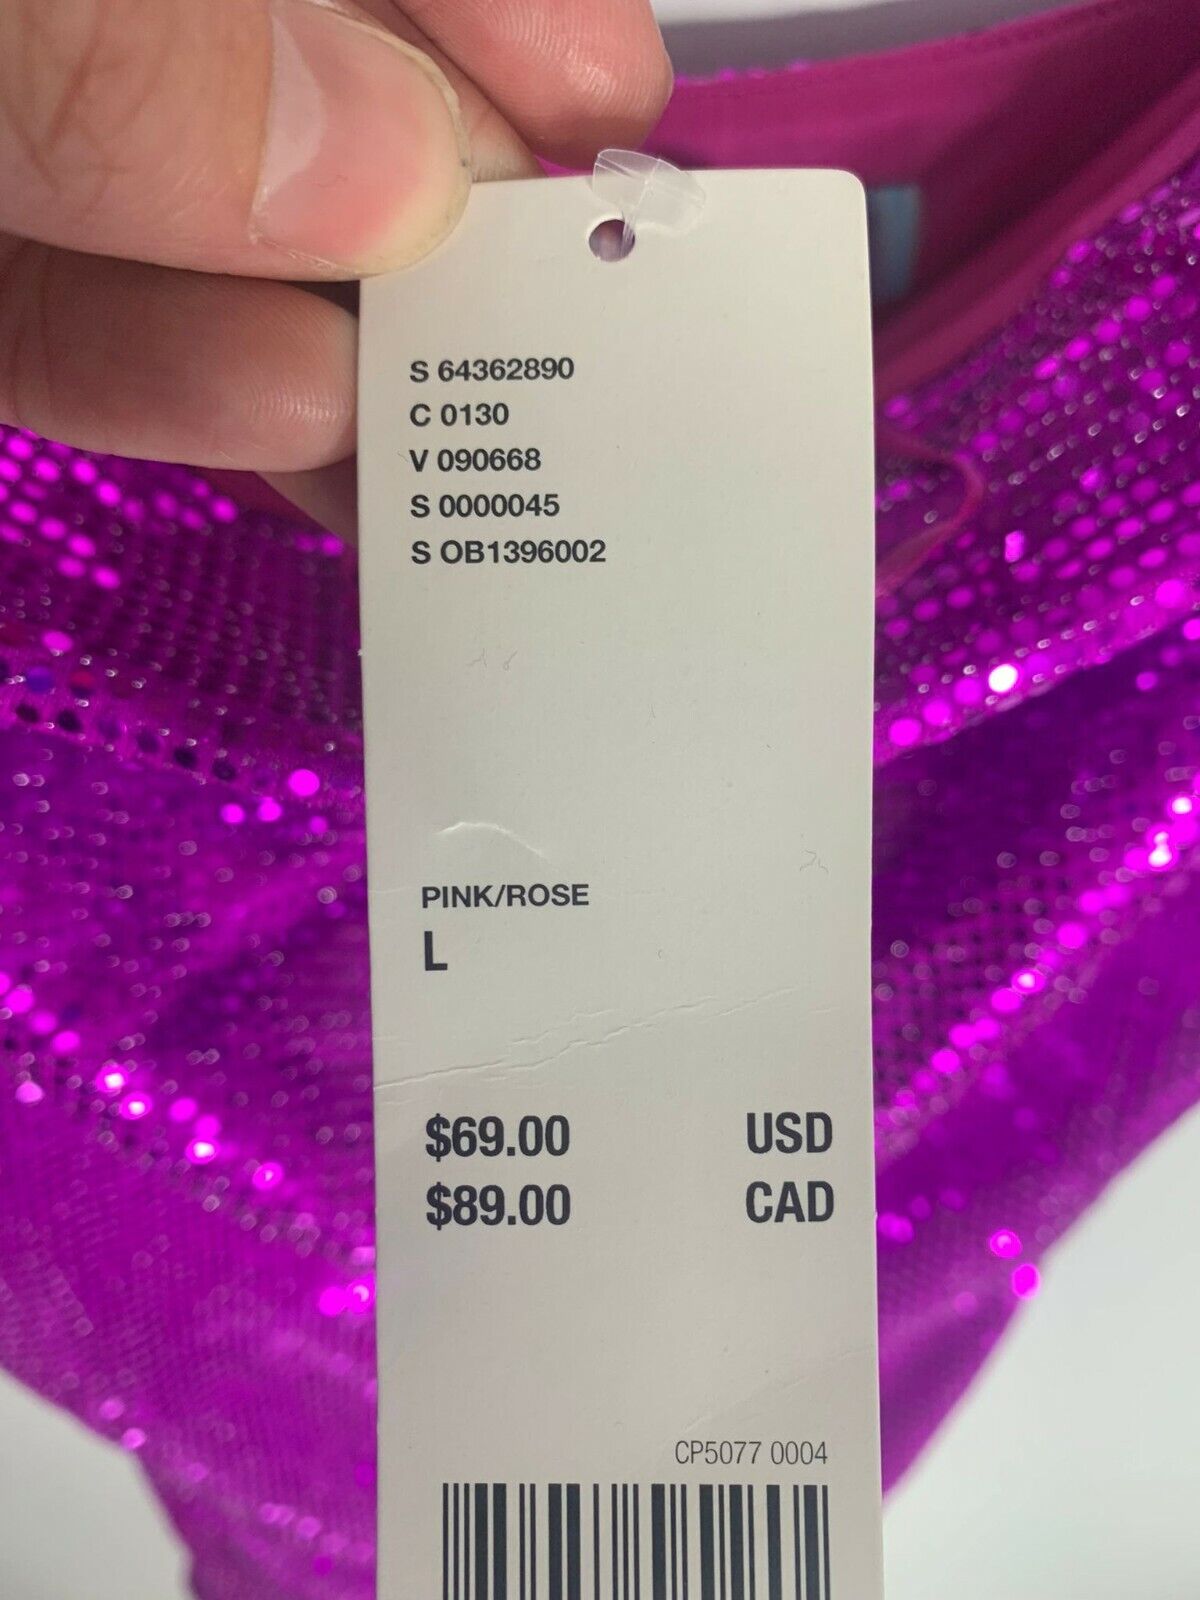 S 64362890
C 0130
V 090668
S 0000045
S OB1396002
PINK/ROSE
L
$69.00 USD
$89.00 CAD
CP5077 0004